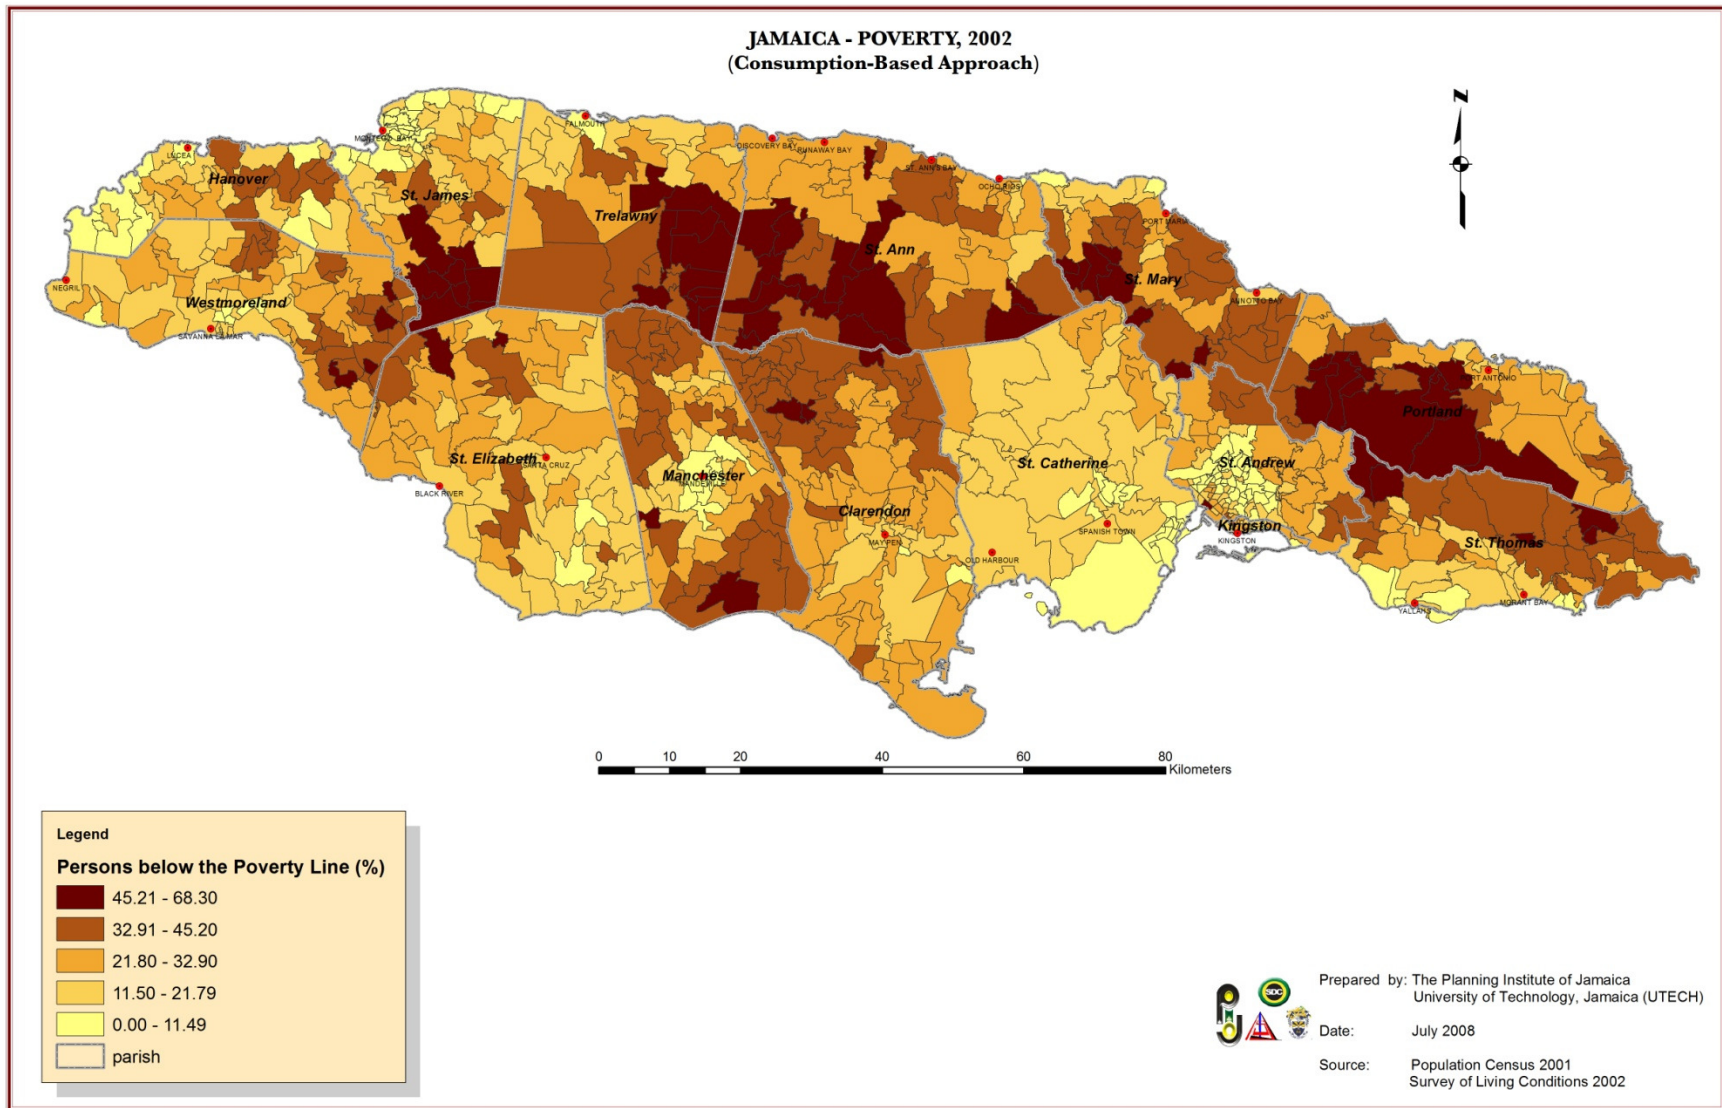 JAMAICA - POVERTY, 2002
(Consumption-Based Approach)
N
MONTEGO BAY
FALMOUTH
LUCEA
DISCOVERY BAY
RUNAWAY BAY
ST. ANN'S BAY
OCHO RIOS
Hanover
St. James
Trelawny
PORT MARIA
St. Ann
St. Mary
NEGRIL
Westmoreland
ANNOTTO BAY
SAVANNA LA MAR
PORT ANTONIO
Portland
St. Elizabeth
SANTA CRUZ
St. Catherine
St. Andrew
Manchester
MANDEVILLE
BLACK RIVER
Clarendon
SPANISH TOWN
Kingston
KINGSTON
MAY PEN
St. Thomas
OLD HARBOUR
YALLAHS
MORANT BAY
0 10 20 40 60 80
Kilometers
Legend
Persons below the Poverty Line (%)
45.21 - 68.30
32.91 - 45.20
21.80 - 32.90
11.50 - 21.79
0.00 - 11.49
parish
SDC
Prepared by: The Planning Institute of Jamaica
University of Technology, Jamaica (UTECH)
Date: July 2008
Source: Population Census 2001
Survey of Living Conditions 2002